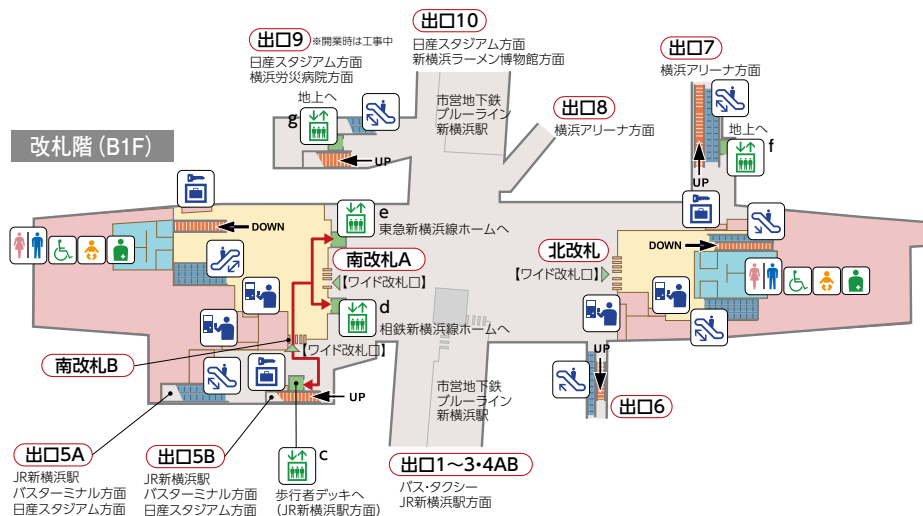 出口9 ※開業時は工事中
日産スタジアム方面
横浜労災病院方面
地上へ
g
UP
出口10
日産スタジアム方面
新横浜ラーメン博物館方面
市営地下鉄
ブルーライン
新横浜駅
出口8
横浜アリーナ方面
出口7
横浜アリーナ方面
地上へ
f
UP
改札階（B1F）
DOWN
e
東急新横浜線ホームへ
南改札A
【ワイド改札口】
d
相鉄新横浜線ホームへ
【ワイド改札口】
北改札
【ワイド改札口】
DOWN
南改札B
UP
市営地下鉄
ブルーライン
新横浜駅
UP
出口6
出口5A
JR新横浜駅
バスターミナル方面
日産スタジアム方面
出口5B
JR新横浜駅
バスターミナル方面
日産スタジアム方面
c
歩行者デッキへ
（JR新横浜駅方面）
出口1～3・4AB
バス・タクシー
JR新横浜駅方面